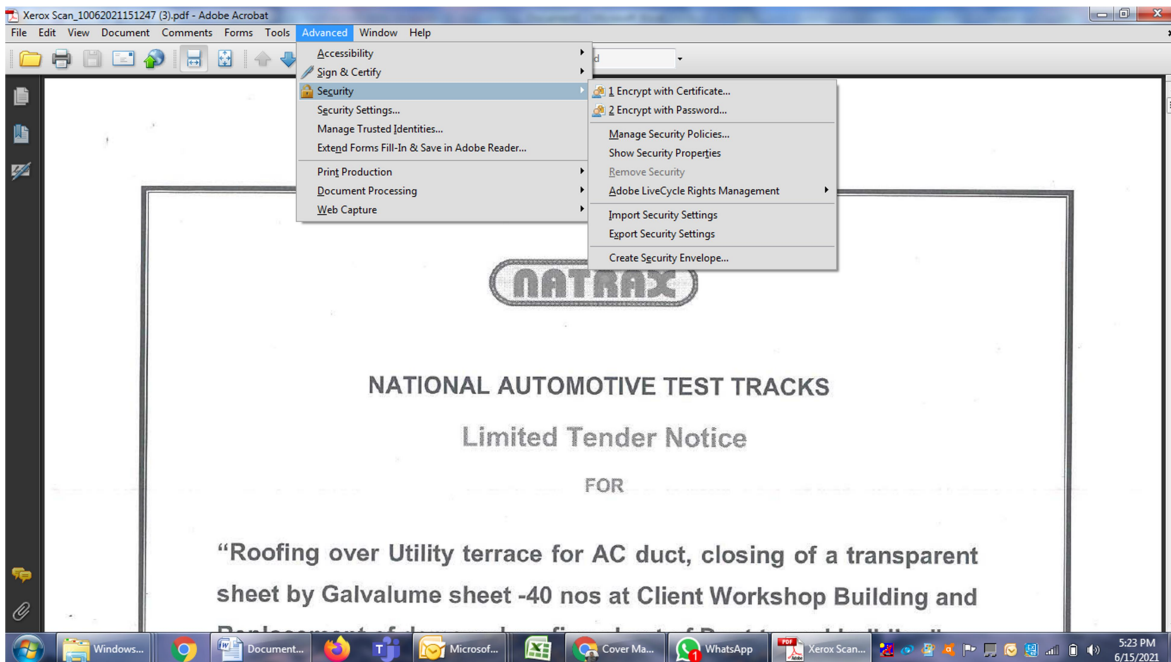 Xerox Scan_10062021151247 (3).pdf - Adobe Acrobat
File Edit View Document Comments Forms Tools Advanced Window Help
Accessibility
Sign & Certify
Security
Security Settings...
Manage Trusted Identities...
Extend Forms Fill-In & Save in Adobe Reader...
Print Production
Document Processing
Web Capture
1 Encrypt with Certificate...
2 Encrypt with Password...
Manage Security Policies...
Show Security Properties
Remove Security
Adobe LiveCycle Rights Management
Import Security Settings
Export Security Settings
Create Security Envelope...
NATRAX
NATIONAL AUTOMOTIVE TEST TRACKS
Limited Tender Notice
FOR
“Roofing over Utility terrace for AC duct, closing of a transparent
sheet by Galvalume sheet -40 nos at Client Workshop Building and
Windows... Document... Microsof... Cover Ma... WhatsApp Xerox Scan...
5:23 PM
6/15/2021